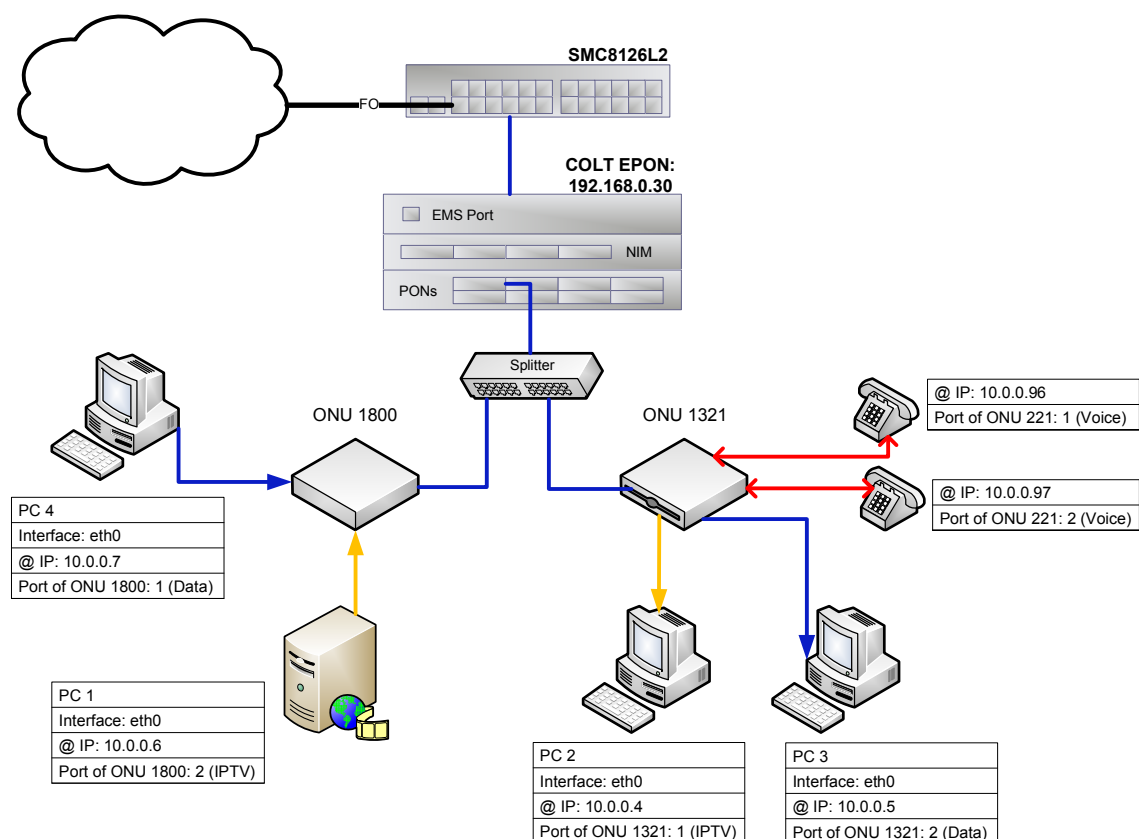 SMC8126L2
FO
COLT EPON:
192.168.0.30
EMS Port
NIM
PONs
Splitter
ONU 1800
ONU 1321
@ IP: 10.0.0.96
Port of ONU 221: 1 (Voice)
@ IP: 10.0.0.97
Port of ONU 221: 2 (Voice)
PC 4
Interface: eth0
@ IP: 10.0.0.7
Port of ONU 1800: 1 (Data)
PC 1
Interface: eth0
@ IP: 10.0.0.6
Port of ONU 1800: 2 (IPTV)
PC 2
Interface: eth0
@ IP: 10.0.0.4
Port of ONU 1321: 1 (IPTV)
PC 3
Interface: eth0
@ IP: 10.0.0.5
Port of ONU 1321: 2 (Data)